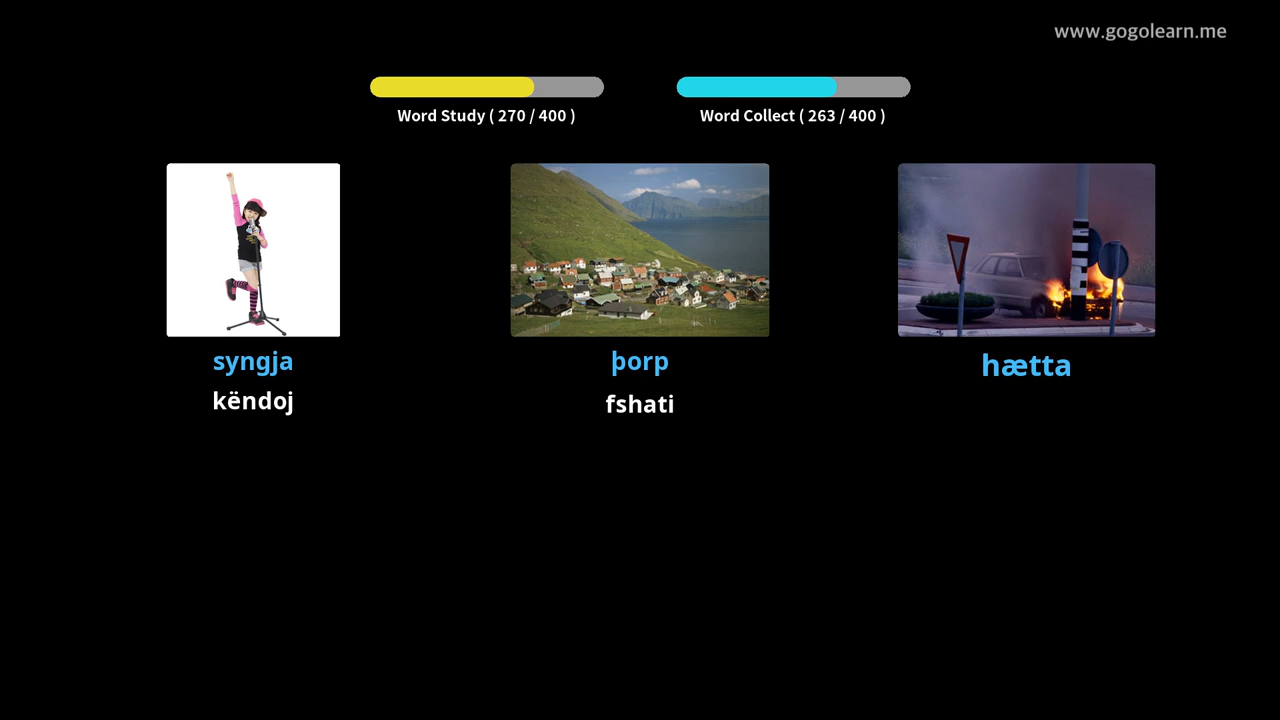 www.gogolearn.me
Word Study ( 270 / 400 )
Word Collect ( 263 / 400 )
syngja
këndoj
þorp
fshati
hætta